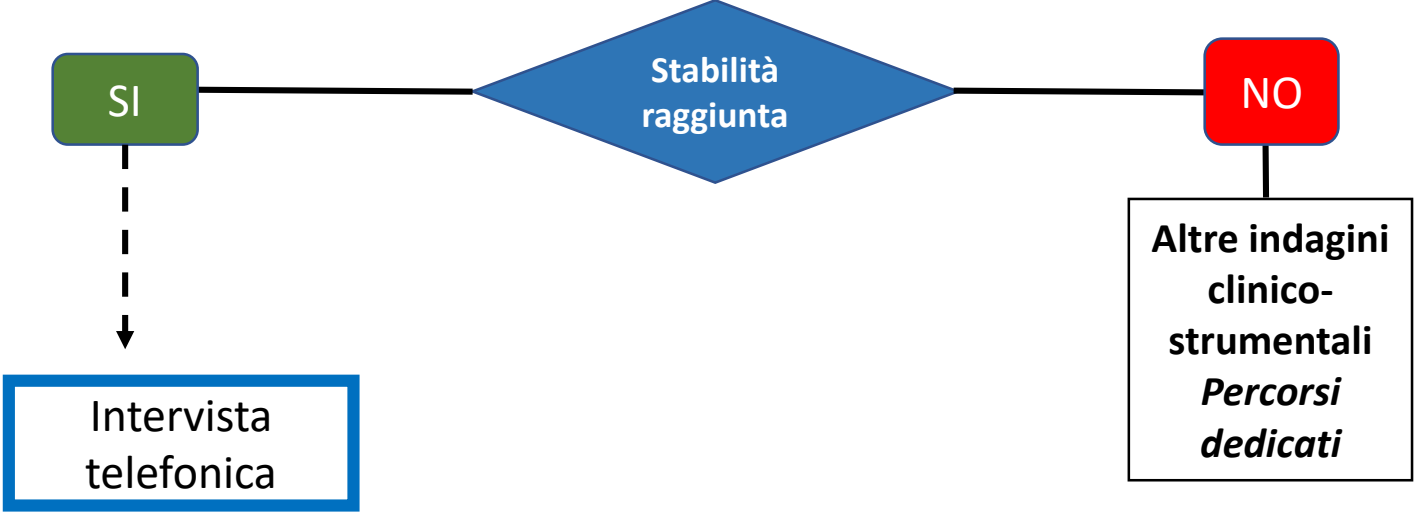 SI
Stabilità
raggiunta
NO
Altre indagini
clinico-
strumentali
Percorsi
dedicati
Intervista
telefonica